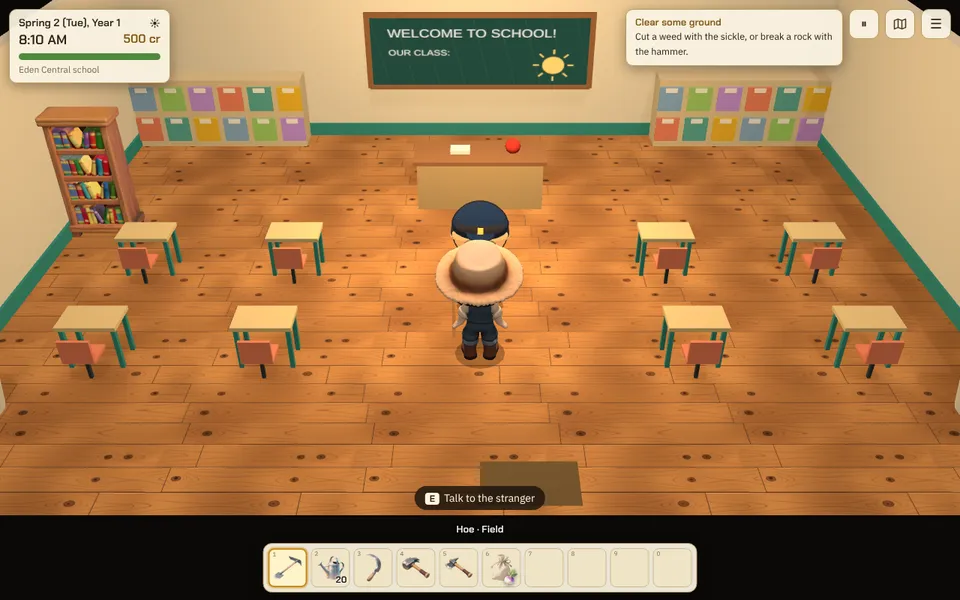 Spring 2 (Tue), Year 1
8:10 AM
500 cr
Eden Central school
WELCOME TO SCHOOL!
OUR CLASS:
Clear some ground
Cut a weed with the sickle, or break a rock with
the hammer.
E Talk to the stranger
Hoe · Field
1
2
20
3
4
5
6
7
8
9
0